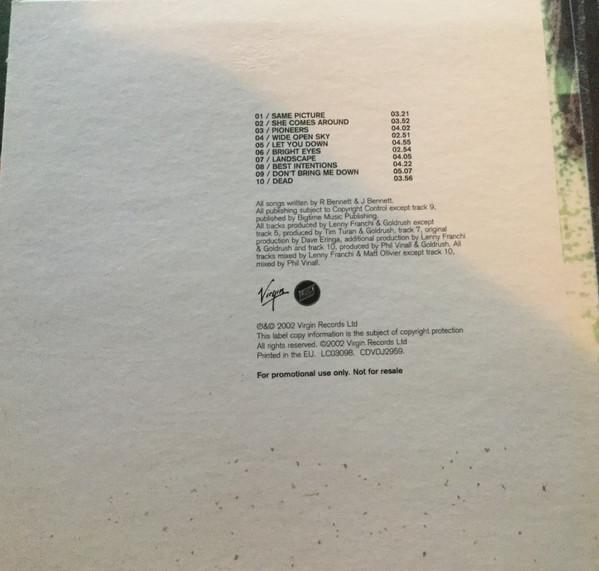 01 / SAME PICTURE 03.21
02 / SHE COMES AROUND 03.52
03 / PIONEERS 04.02
04 / WIDE OPEN SKY 02.51
05 / LET YOU DOWN 04.55
06 / BRIGHT EYES 02.54
07 / LANDSCAPE 04.05
08 / BEST INTENTIONS 04.22
09 / DON'T BRING ME DOWN 05.07
10 / DEAD 03.56
All songs written by R Bennett & J Bennett.
All publishing subject to Copyright Control except track 9,
published by Bigtime Music Publishing.
All tracks produced by Lenny Franchi & Goldrush except
track 5, produced by Tim Turan & Goldrush, track 7, original
production by Dave Eringa, additional production by Lenny Franchi
& Goldrush and track 10, produced by Phil Vinall & Goldrush. All
tracks mixed by Lenny Franchi & Matt Ollivier except track 10,
mixed by Phil Vinall.
Virgin
℗&© 2002 Virgin Records Ltd
This label copy information is the subject of copyright protection
All rights reserved. ©2002 Virgin Records Ltd
Printed in the EU. LC03098. CDVDJ2959.
For promotional use only. Not for resale